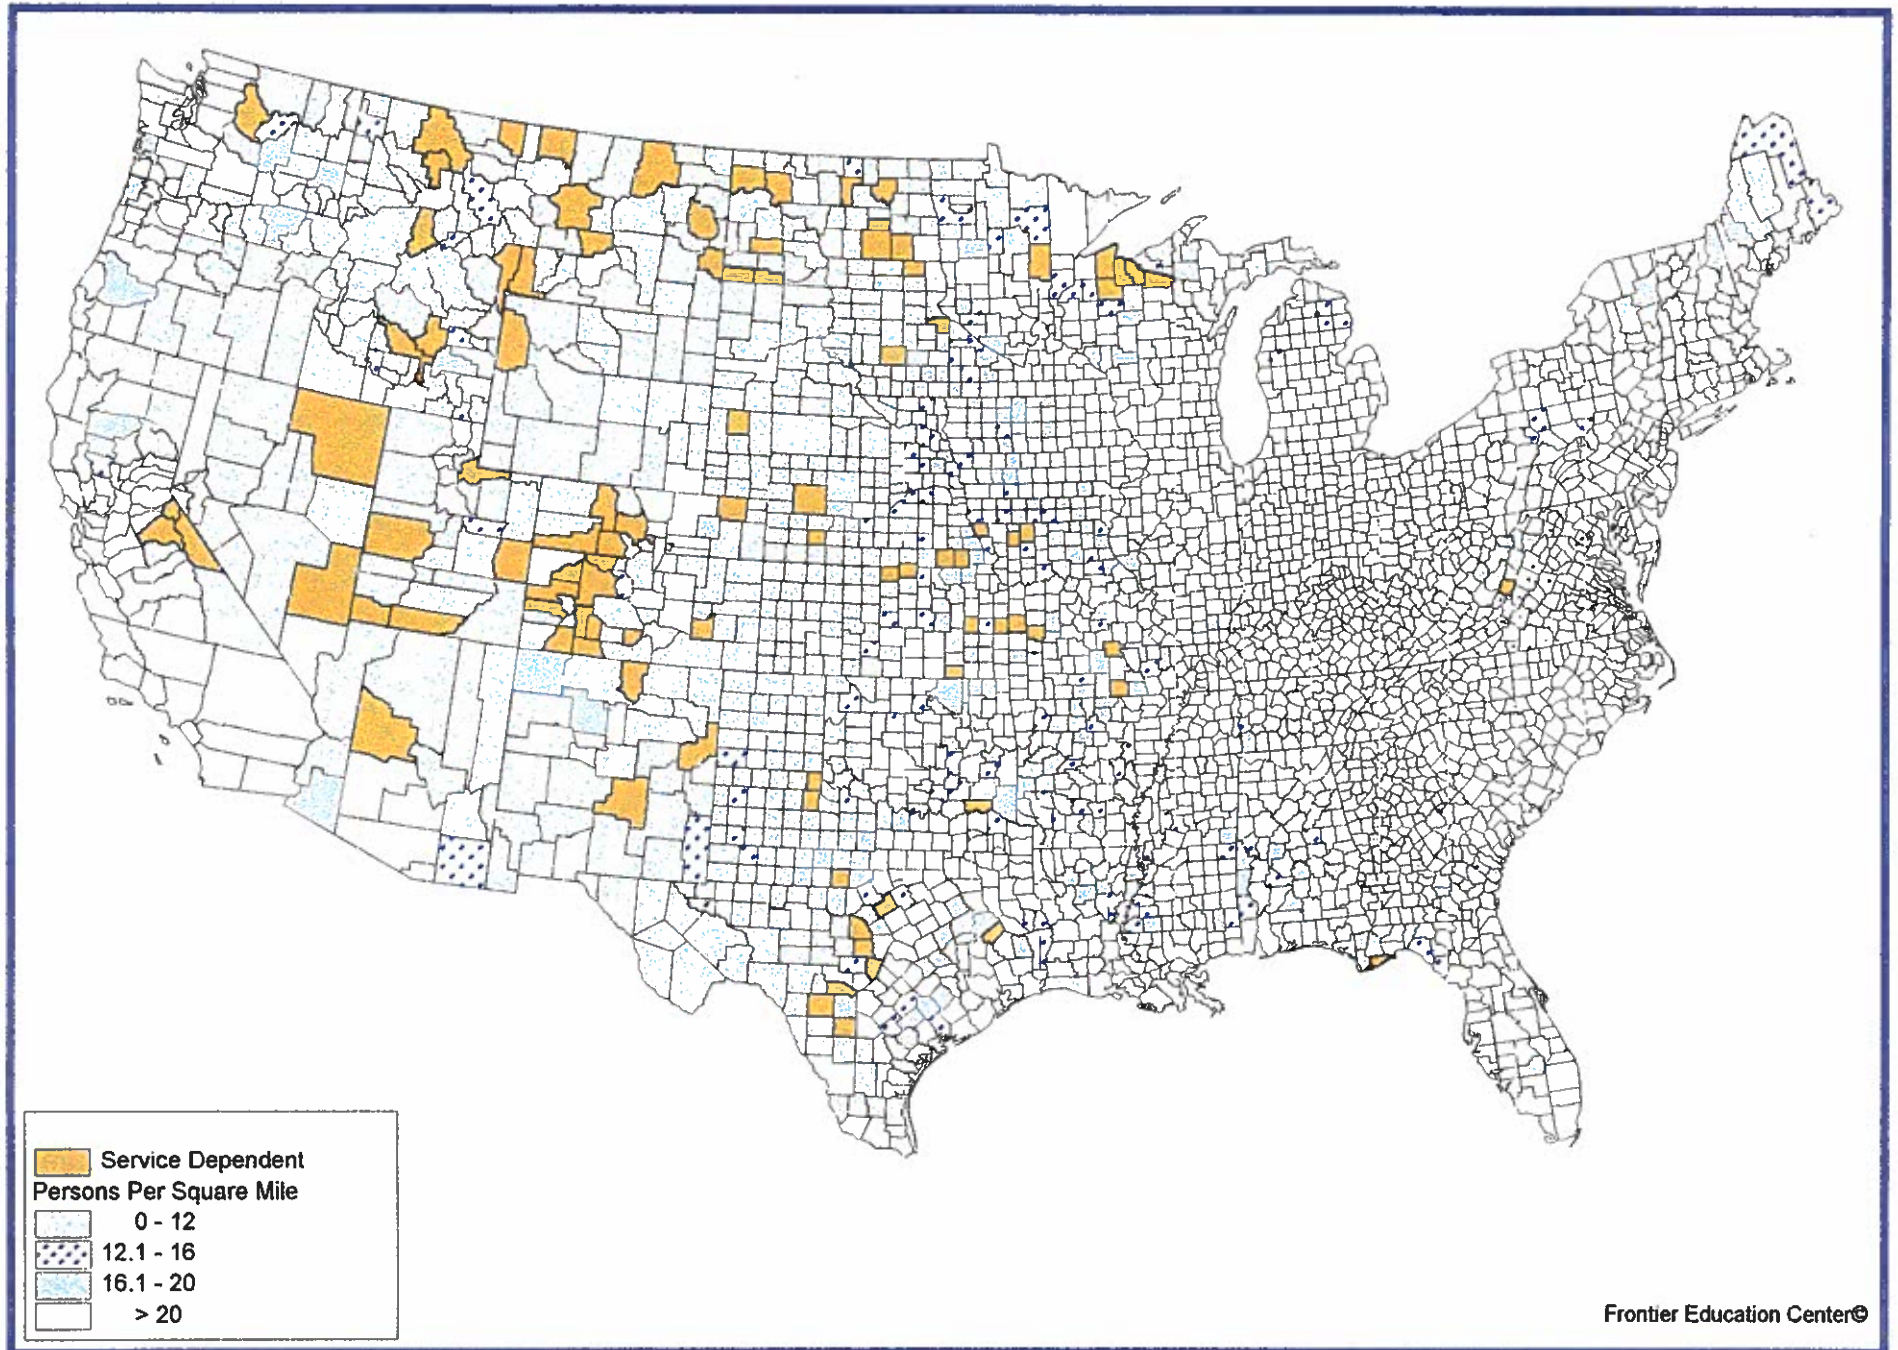 Service Dependent
Persons Per Square Mile
0 - 12
12.1 - 16
16.1 - 20
> 20
Frontier Education Center©